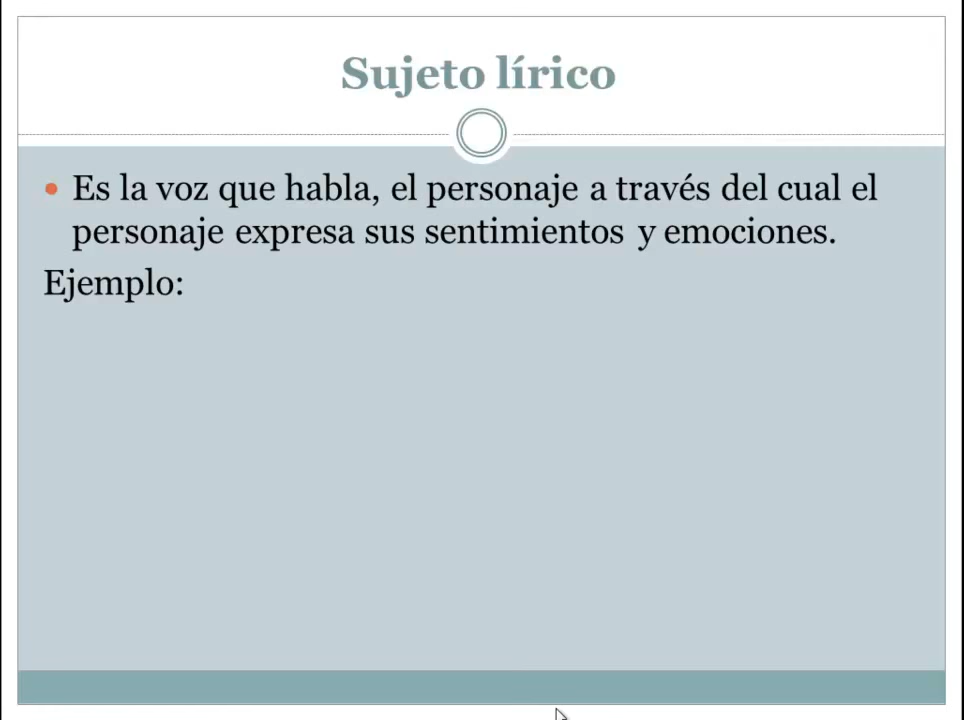 Sujeto lírico
• Es la voz que habla, el personaje a través del cual el
personaje expresa sus sentimientos y emociones.
Ejemplo: